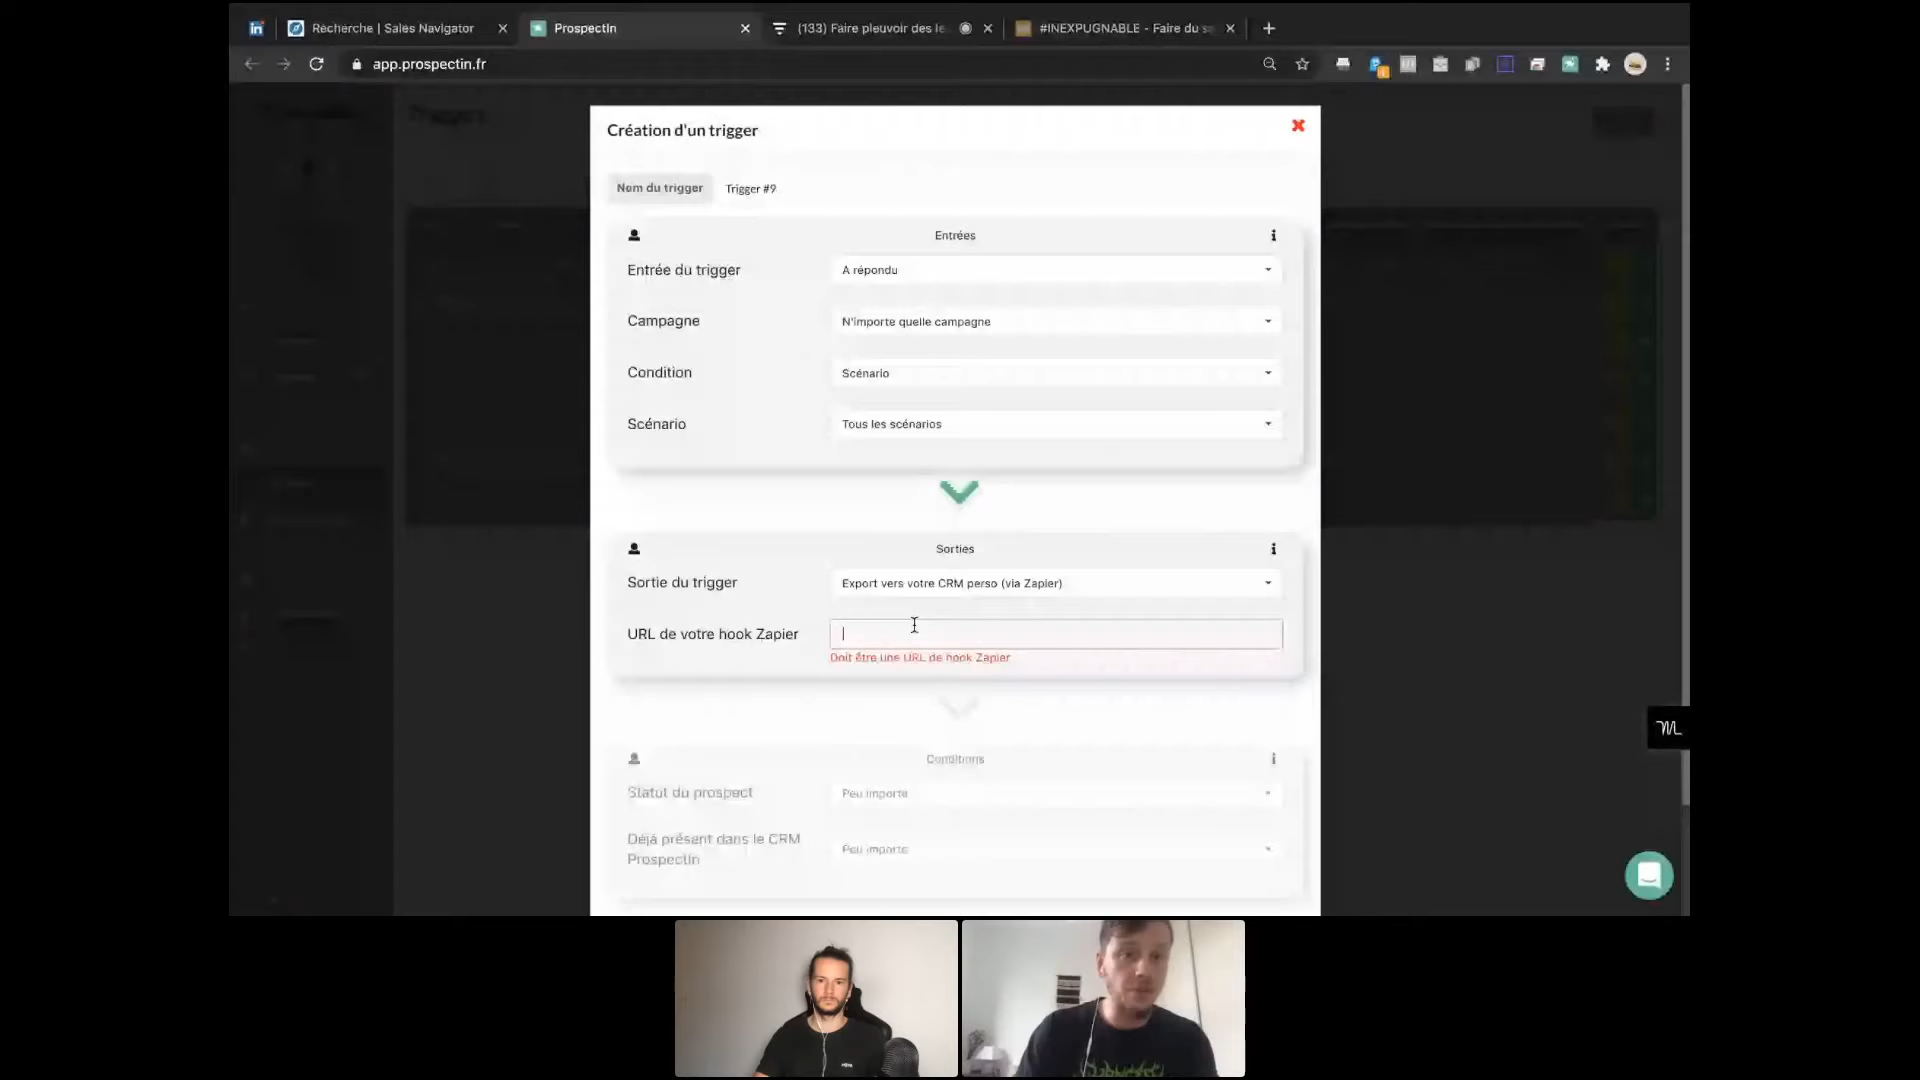 Recherche | Sales Navigator
ProspectIn
(133) Faire pleuvoir des le
#INEXPUGNABLE - Faire du s
app.prospectin.fr
Création d'un trigger
Nom du trigger
Trigger #9
Entrées
Entrée du trigger
A répondu
Campagne
N'importe quelle campagne
Condition
Scénario
Scénario
Tous les scénarios
Sorties
Sortie du trigger
Export vers votre CRM perso (via Zapier)
URL de votre hook Zapier
Doit être une URL de hook Zapier
Conditions
Statut du prospect
Peu importe
Déjà présent dans le CRM
ProspectIn
Peu importe